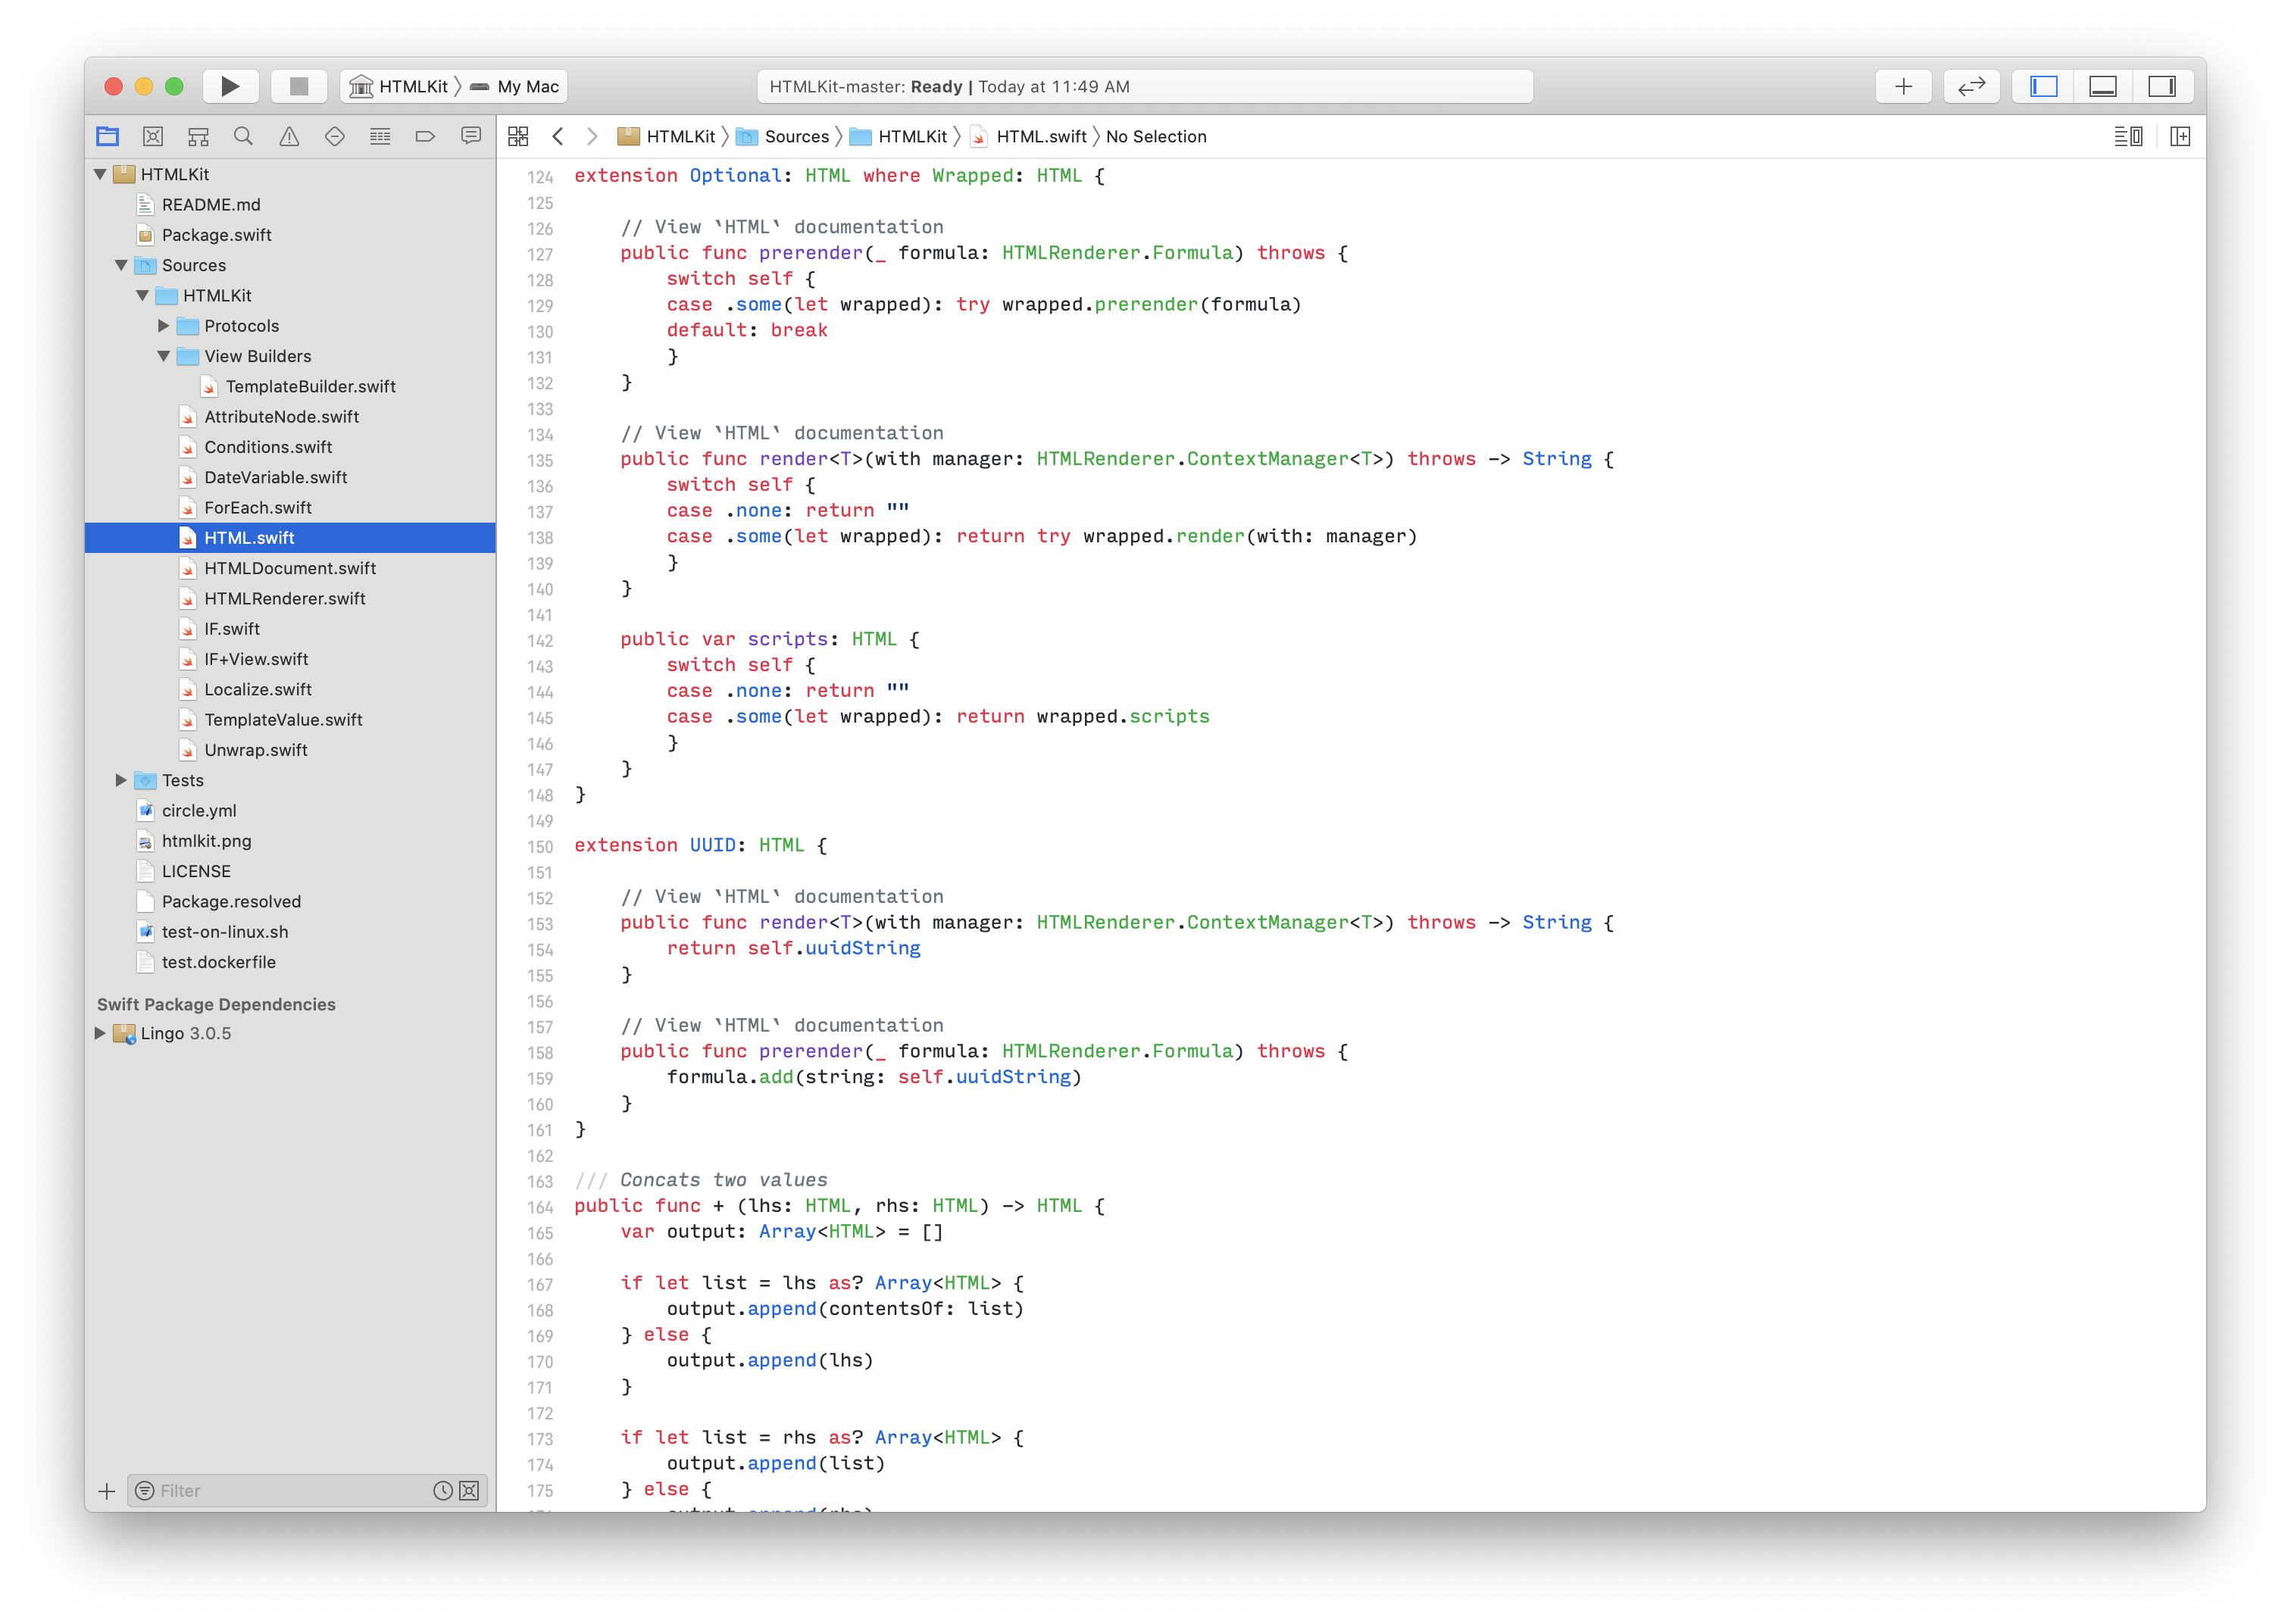 HTMLKit My Mac
HTMLKit-master: Ready | Today at 11:49 AM
HTMLKit Sources HTMLKit HTML.swift No Selection
HTMLKit
README.md
Package.swift
Sources
HTMLKit
Protocols
View Builders
TemplateBuilder.swift
AttributeNode.swift
Conditions.swift
DateVariable.swift
ForEach.swift
HTML.swift
HTMLDocument.swift
HTMLRenderer.swift
IF.swift
IF+View.swift
Localize.swift
TemplateValue.swift
Unwrap.swift
Tests
circle.yml
htmlkit.png
LICENSE
Package.resolved
test-on-linux.sh
test.dockerfile
Swift Package Dependencies
Lingo 3.0.5
Filter
124 extension Optional: HTML where Wrapped: HTML {
125
126     // View `HTML` documentation
127     public func prerender(_ formula: HTMLRenderer.Formula) throws {
128         switch self {
129         case .some(let wrapped): try wrapped.prerender(formula)
130         default: break
131         }
132     }
133
134     // View `HTML` documentation
135     public func render<T>(with manager: HTMLRenderer.ContextManager<T>) throws -> String {
136         switch self {
137         case .none: return ""
138         case .some(let wrapped): return try wrapped.render(with: manager)
139         }
140     }
141
142     public var scripts: HTML {
143         switch self {
144         case .none: return ""
145         case .some(let wrapped): return wrapped.scripts
146         }
147     }
148 }
149
150 extension UUID: HTML {
151
152     // View `HTML` documentation
153     public func render<T>(with manager: HTMLRenderer.ContextManager<T>) throws -> String {
154         return self.uuidString
155     }
156
157     // View `HTML` documentation
158     public func prerender(_ formula: HTMLRenderer.Formula) throws {
159         formula.add(string: self.uuidString)
160     }
161 }
162
163 /// Concats two values
164 public func + (lhs: HTML, rhs: HTML) -> HTML {
165     var output: Array<HTML> = []
166
167     if let list = lhs as? Array<HTML> {
168         output.append(contentsOf: list)
169     } else {
170         output.append(lhs)
171     }
172
173     if let list = rhs as? Array<HTML> {
174         output.append(list)
175     } else {